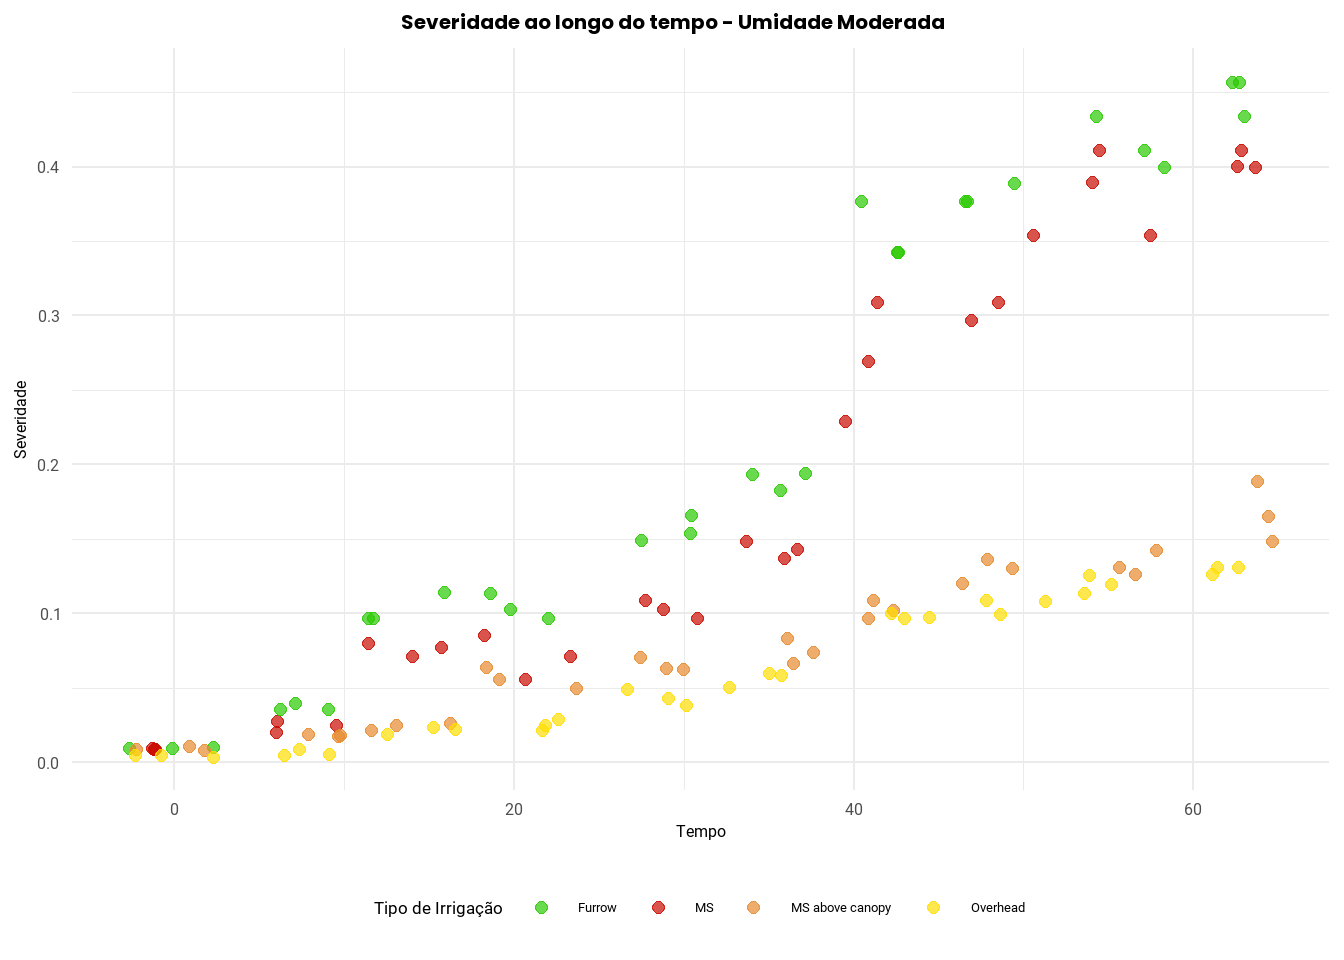 Severidade ao longo do tempo - Umidade Moderada
0.4
0.3
0.2
0.1
0.0
Severidade
0 20 40 60
Tempo
Tipo de Irrigação Furrow MS MS above canopy Overhead